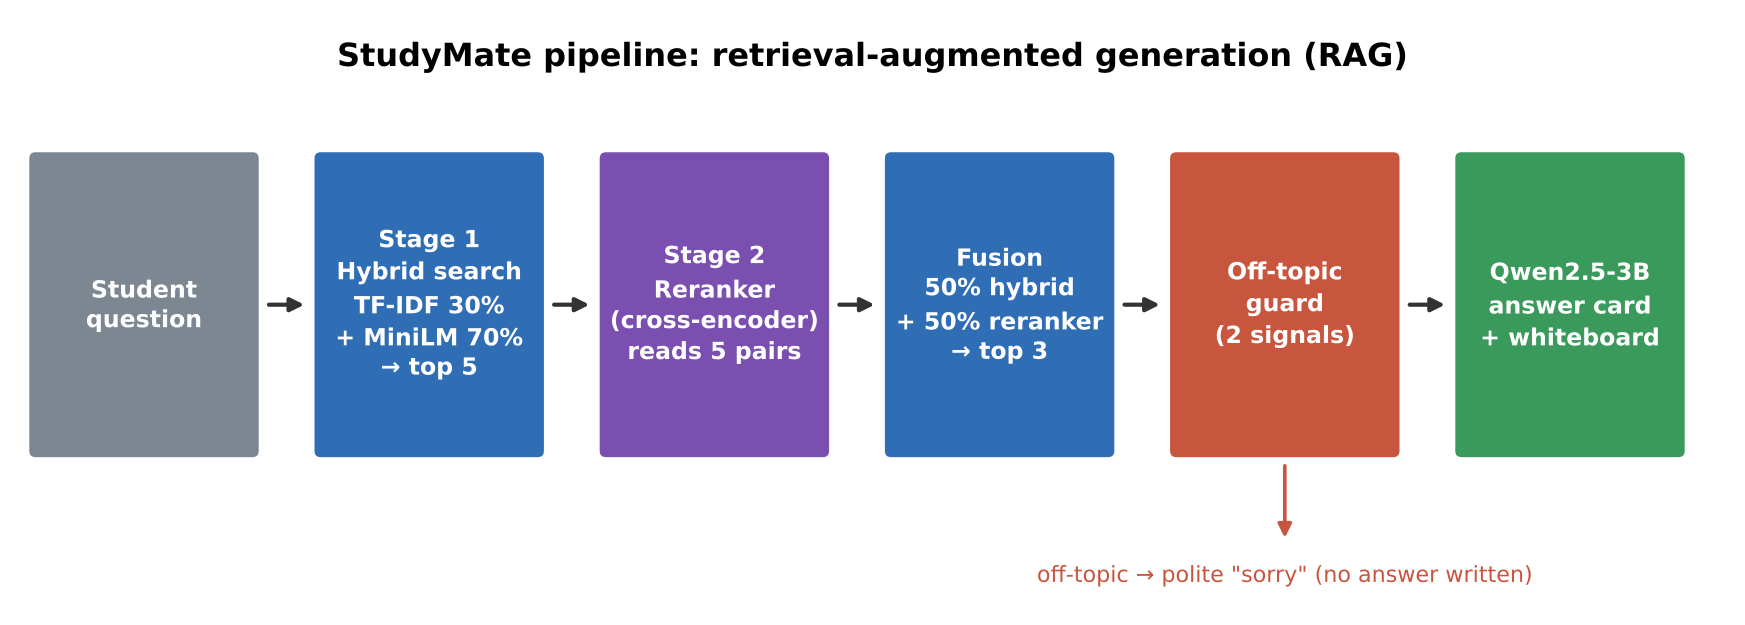 StudyMate pipeline: retrieval-augmented generation (RAG)
Student
question
Stage 1
Hybrid search
TF-IDF 30%
+ MiniLM 70%
→ top 5
Stage 2
Reranker
(cross-encoder)
reads 5 pairs
Fusion
50% hybrid
+ 50% reranker
→ top 3
Off-topic
guard
(2 signals)
Qwen2.5-3B
answer card
+ whiteboard
off-topic → polite "sorry" (no answer written)